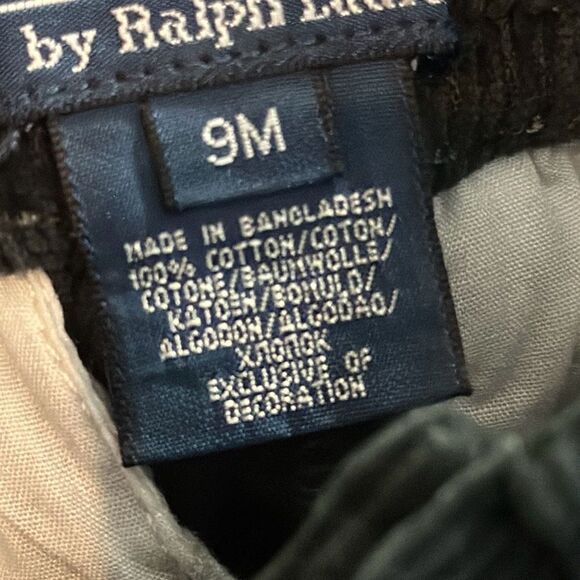 by Ralph Laur
9M
MADE IN BANGLADESH
100% COTTON/COTON/
COTONE/BAUMWOLLE/
KATOEN/BOMULD/
ALGODON/ALGODAO/
ХЛОПОК
EXCLUSIVE OF
DECORATION